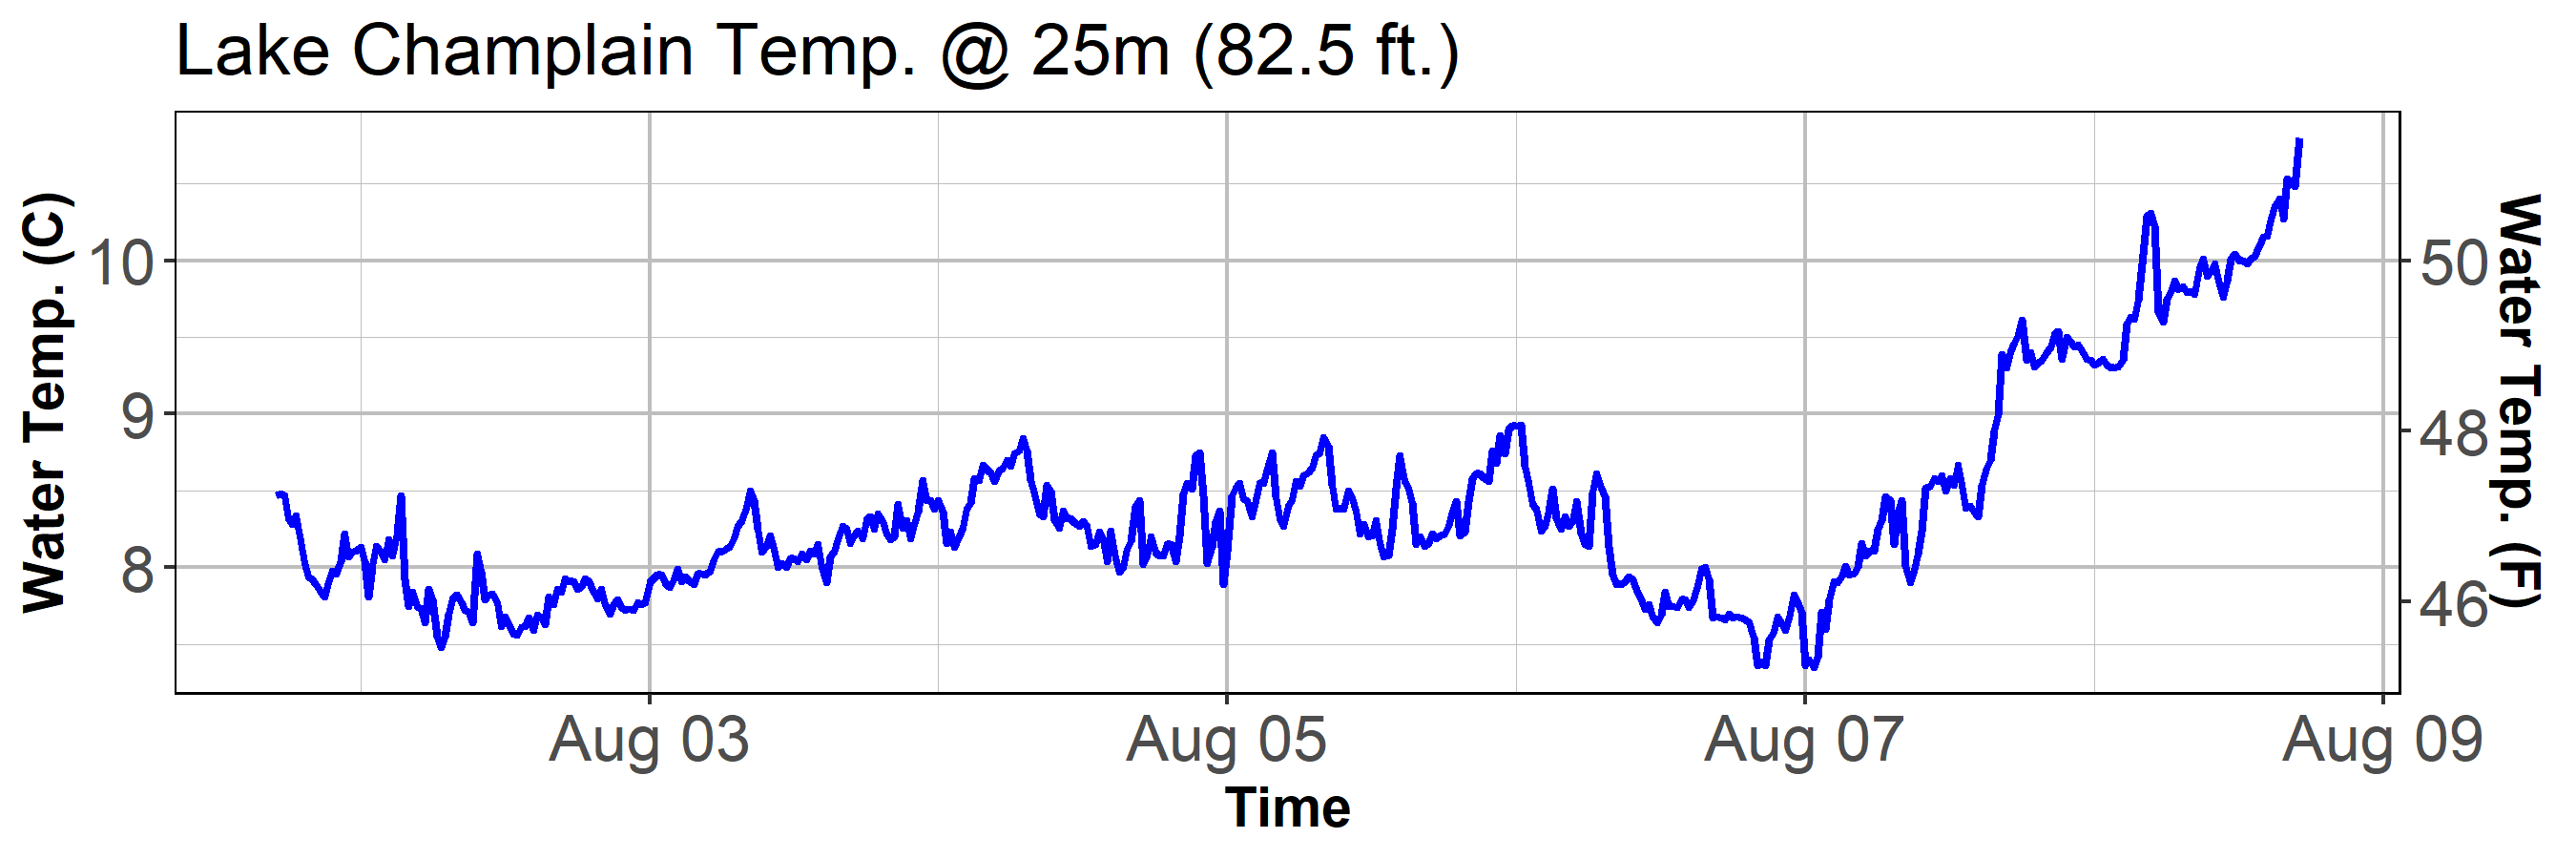 Lake Champlain Temp. @ 25m (82.5 ft.)
Water Temp. (C)
10
9
8
50
48
46
Water Temp. (F)
Aug 03 Aug 05 Aug 07 Aug 09
Time